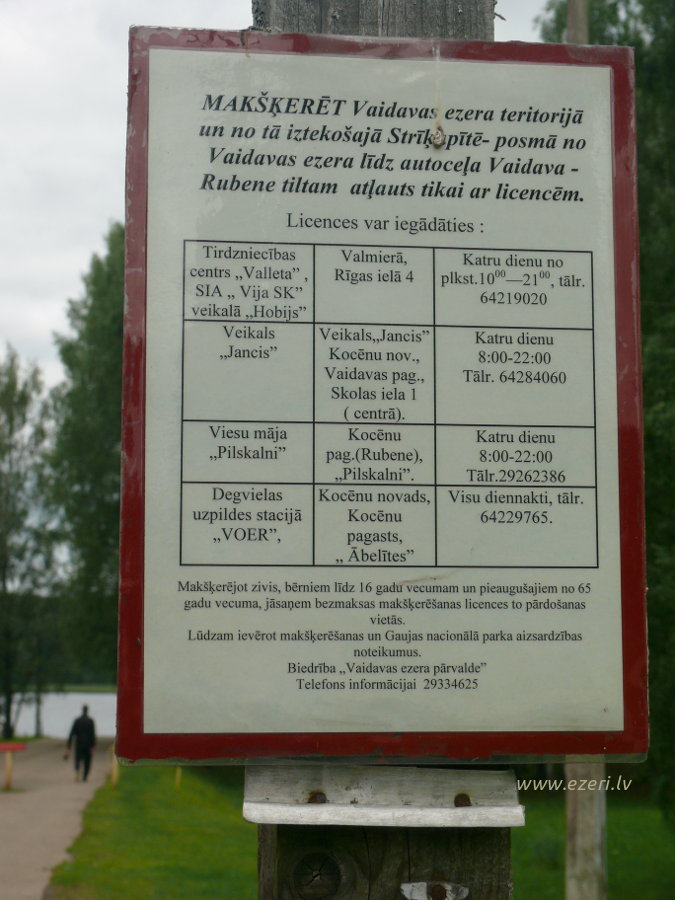 MAKŠĶERĒT Vaidavas ezera teritorijā
un no tā iztekošajā Strīķupītē- posmā no
Vaidavas ezera līdz autoceļa Vaidava -
Rubene tiltam atļauts tikai ar licencēm.
Licences var iegādāties :
Tirdzniecības
centrs „Valleta” ,
SIA „ Vija SK”
veikalā „Hobijs”
Valmierā,
Rīgas ielā 4
Katru dienu no
plkst.10⁰⁰—21⁰⁰, tālr.
64219020
Veikals
„Jancis”
Veikals„Jancis”
Kocēnu nov.,
Vaidavas pag.,
Skolas iela 1
( centrā).
Katru dienu
8:00-22:00
Tālr. 64284060
Viesu māja
„Pilskalni”
Kocēnu
pag.(Rubene),
„Pilskalni”.
Katru dienu
8:00-22:00
Tālr.29262386
Degvielas
uzpildes stacijā
„VOER”,
Kocēnu novads,
Kocēnu
pagasts,
„ Ābelītes”
Visu diennakti, tālr.
64229765.
Makšķerējot zivis, bērniem līdz 16 gadu vecumam un pieaugušajiem no 65
gadu vecuma, jāsaņem bezmaksas makšķerēšanas licences to pārdošanas
vietās.
Lūdzam ievērot makšķerēšanas un Gaujas nacionālā parka aizsardzības
noteikumus.
Biedrība „Vaidavas ezera pārvalde”
Telefons informācijai 29334625
www.ezeri.lv